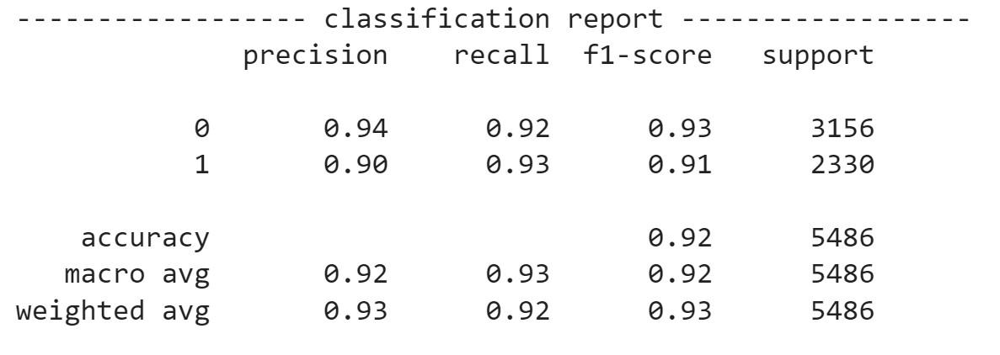 ------------------ classification report ------------------
              precision    recall  f1-score   support

           0       0.94      0.92      0.93      3156
           1       0.90      0.93      0.91      2330

    accuracy                           0.92      5486
   macro avg       0.92      0.93      0.92      5486
weighted avg       0.93      0.92      0.93      5486